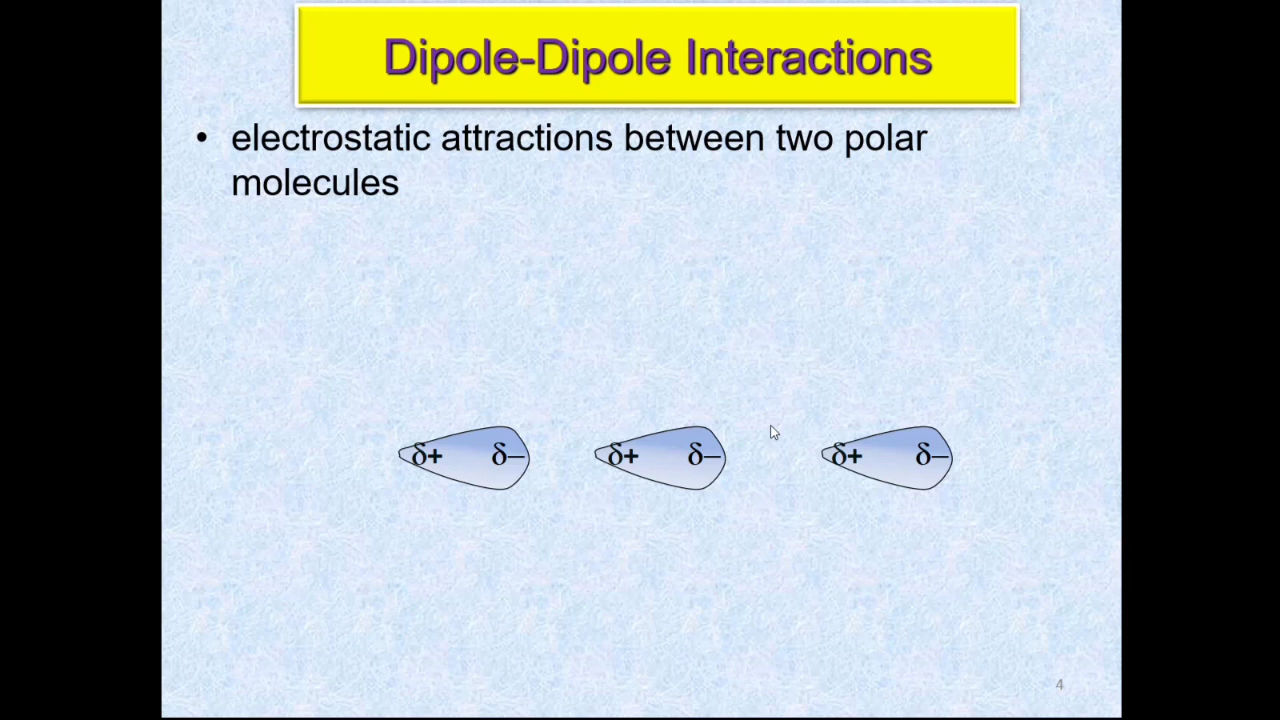 Dipole-Dipole Interactions
• electrostatic attractions between two polar
molecules
δ+ δ− δ+ δ− δ+ δ−
4